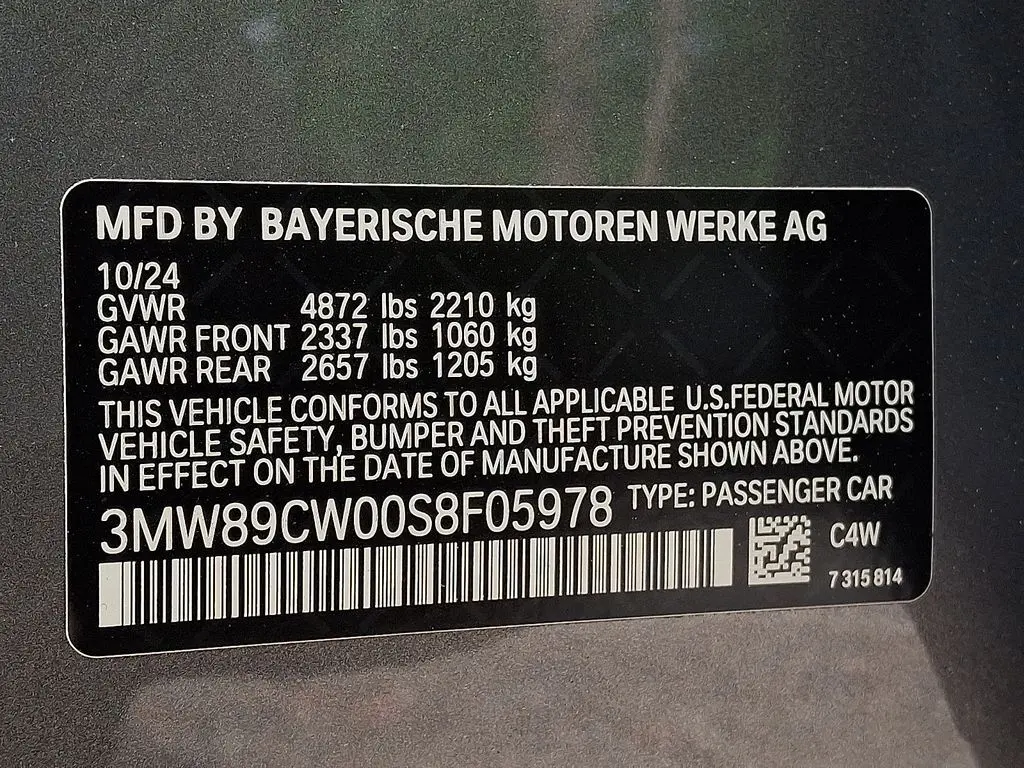 MFD BY BAYERISCHE MOTOREN WERKE AG
10/24
GVWR 4872 lbs 2210 kg
GAWR FRONT 2337 lbs 1060 kg
GAWR REAR 2657 lbs 1205 kg
THIS VEHICLE CONFORMS TO ALL APPLICABLE U.S.FEDERAL MOTOR
VEHICLE SAFETY, BUMPER AND THEFT PREVENTION STANDARDS
IN EFFECT ON THE DATE OF MANUFACTURE SHOWN ABOVE.
3MW89CW00S8F05978 TYPE: PASSENGER CAR
C4W
7 315 814